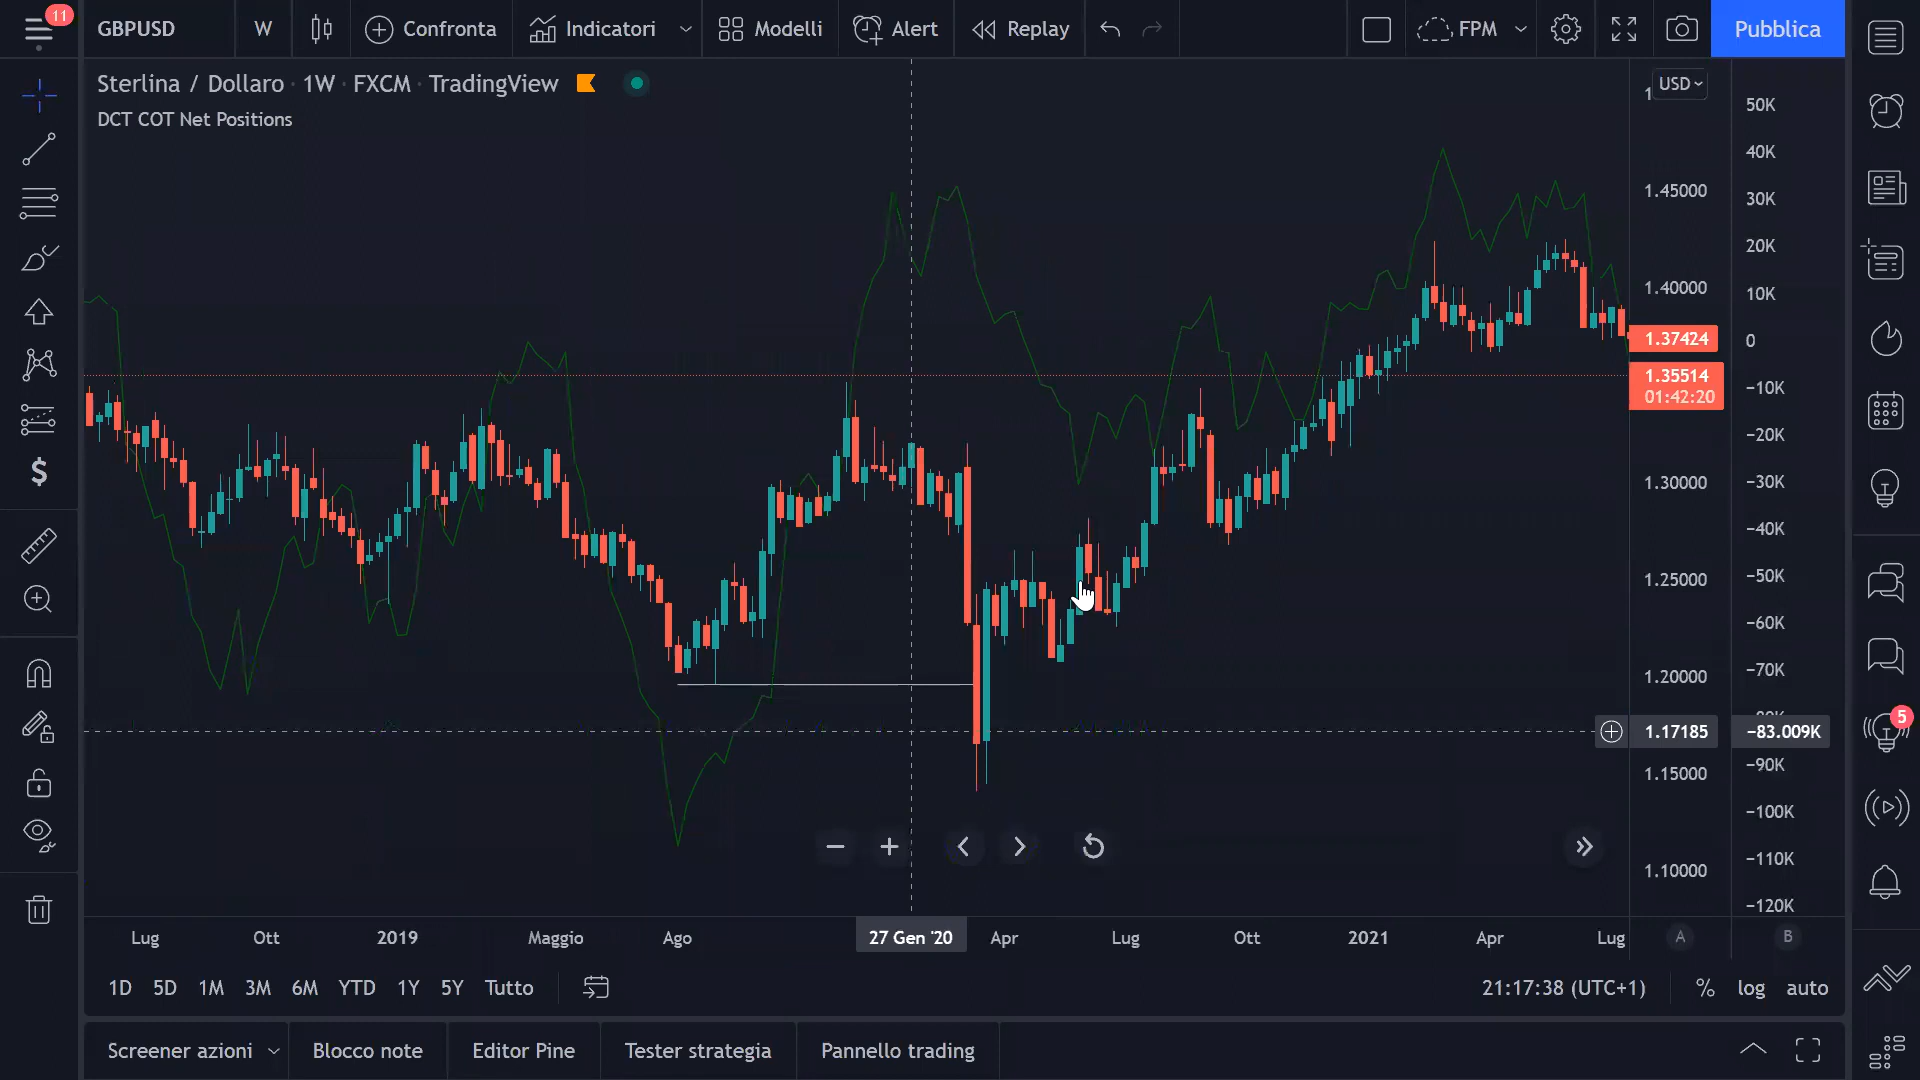 11
GBPUSD
W
Confronta
Indicatori
Modelli
Alert
Replay
FPM
Pubblica
Sterlina / Dollaro · 1W · FXCM · TradingView
DCT COT Net Positions
USD
1.45000
1.40000
1.37424
1.35514
01:42:20
1.30000
1.25000
1.20000
1.17185
1.15000
1.10000
50K
40K
30K
20K
10K
0
−10K
−20K
−30K
−40K
−50K
−60K
−70K
−83.009K
−90K
−100K
−110K
−120K
5
Lug
Ott
2019
Maggio
Ago
27 Gen '20
Apr
Lug
Ott
2021
Apr
Lug
A
B
1D
5D
1M
3M
6M
YTD
1Y
5Y
Tutto
21:17:38 (UTC+1)
%
log
auto
Screener azioni
Blocco note
Editor Pine
Tester strategia
Pannello trading